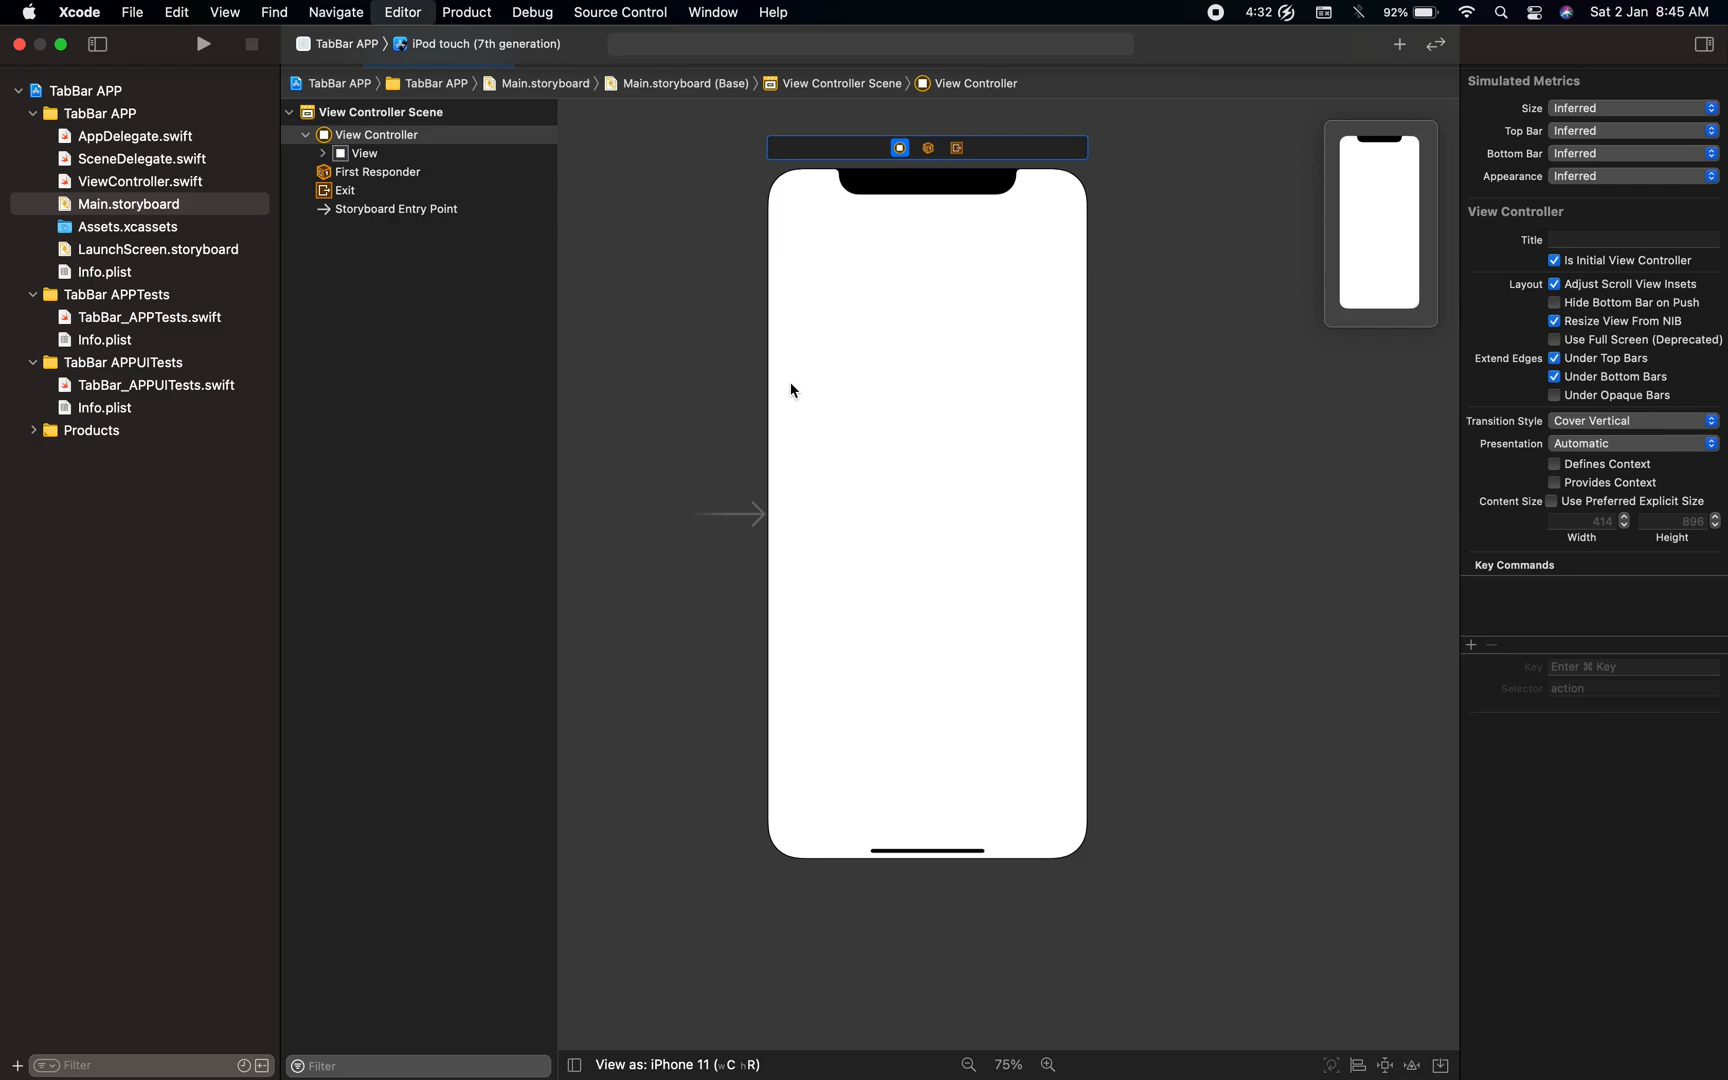 Xcode File Edit View Find Navigate Editor Product Debug Source Control Window Help 4:32 92% Sat 2 Jan 8:45 AM
TabBar APP 〉 iPod touch (7th generation)
TabBar APP 〉 TabBar APP 〉 Main.storyboard 〉 Main.storyboard (Base) 〉 View Controller Scene 〉 View Controller
TabBar APP
TabBar APP
AppDelegate.swift
SceneDelegate.swift
ViewController.swift
Main.storyboard
Assets.xcassets
LaunchScreen.storyboard
Info.plist
TabBar APPTests
TabBar_APPTests.swift
Info.plist
TabBar APPUITests
TabBar_APPUITests.swift
Info.plist
Products
Filter
View Controller Scene
View Controller
View
First Responder
Exit
Storyboard Entry Point
Filter
View as: iPhone 11 (wC hR)
75%
Simulated Metrics
Size Inferred
Top Bar Inferred
Bottom Bar Inferred
Appearance Inferred
View Controller
Title
Is Initial View Controller
Layout Adjust Scroll View Insets
Hide Bottom Bar on Push
Resize View From NIB
Use Full Screen (Deprecated)
Extend Edges Under Top Bars
Under Bottom Bars
Under Opaque Bars
Transition Style Cover Vertical
Presentation Automatic
Defines Context
Provides Context
Content Size Use Preferred Explicit Size
414 896
Width Height
Key Commands
Key Enter ⌘ Key
Selector action